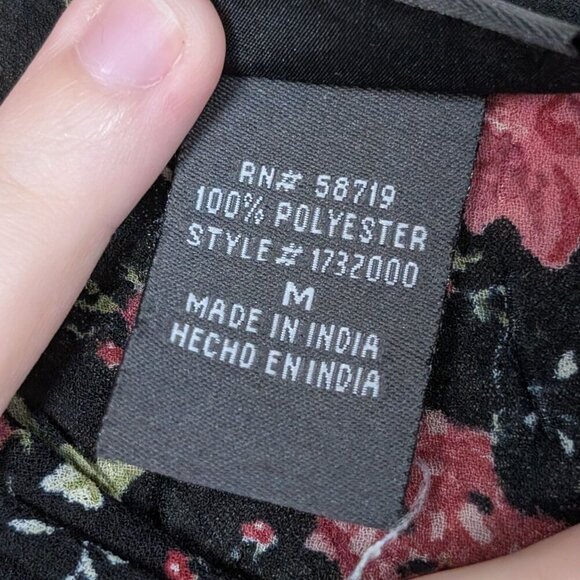 RN# 58719
100% POLYESTER
STYLE# 1732000
M
MADE IN INDIA
HECHO EN INDIA